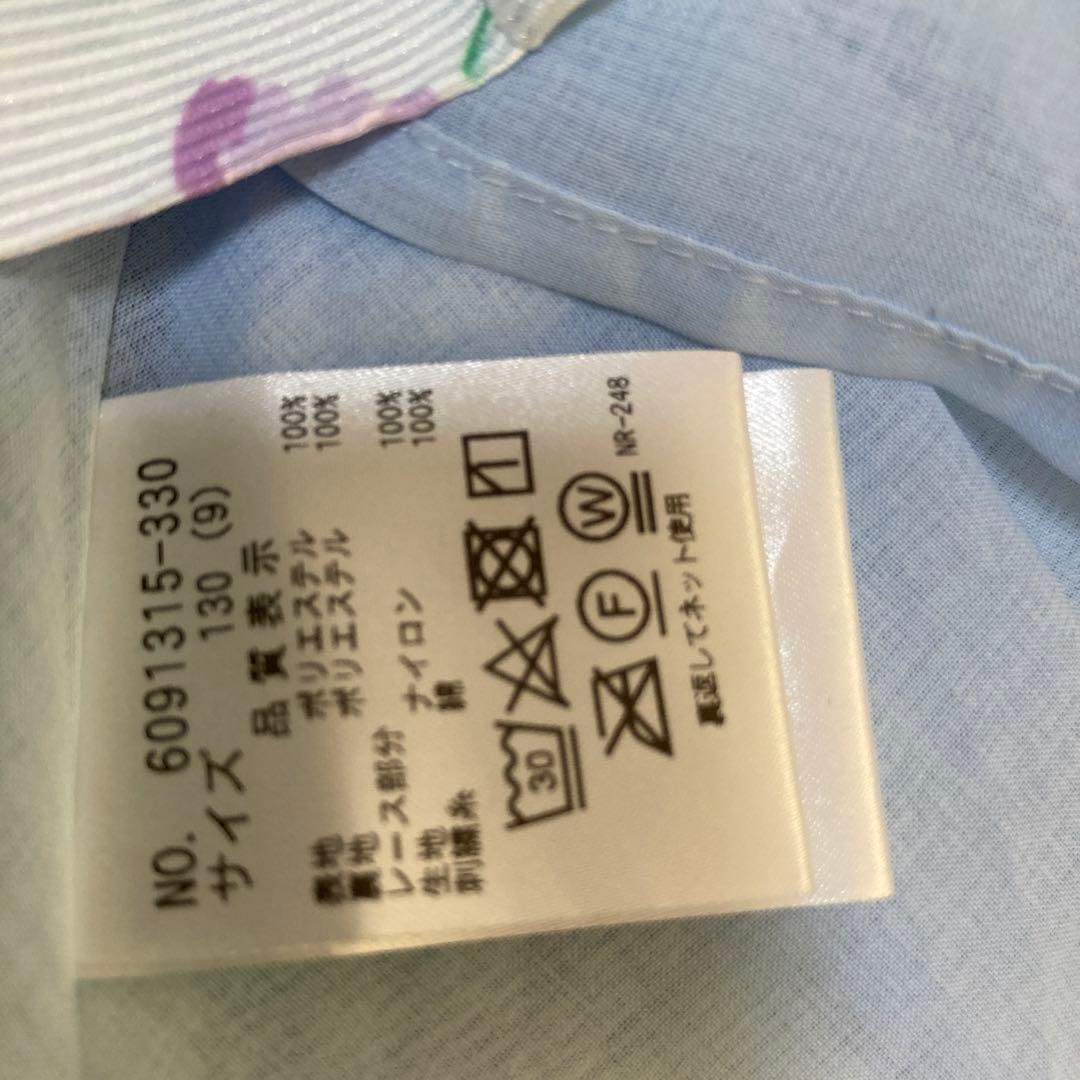 NO. 6091315-330
サイズ 130 (9)
品質表示
表地 ポリエステル 100%
裏地 ポリエステル 100%
レース部分
生地 ナイロン 100%
刺繍糸 綿 100%
30
F W
裏返してネット使用
NR-248